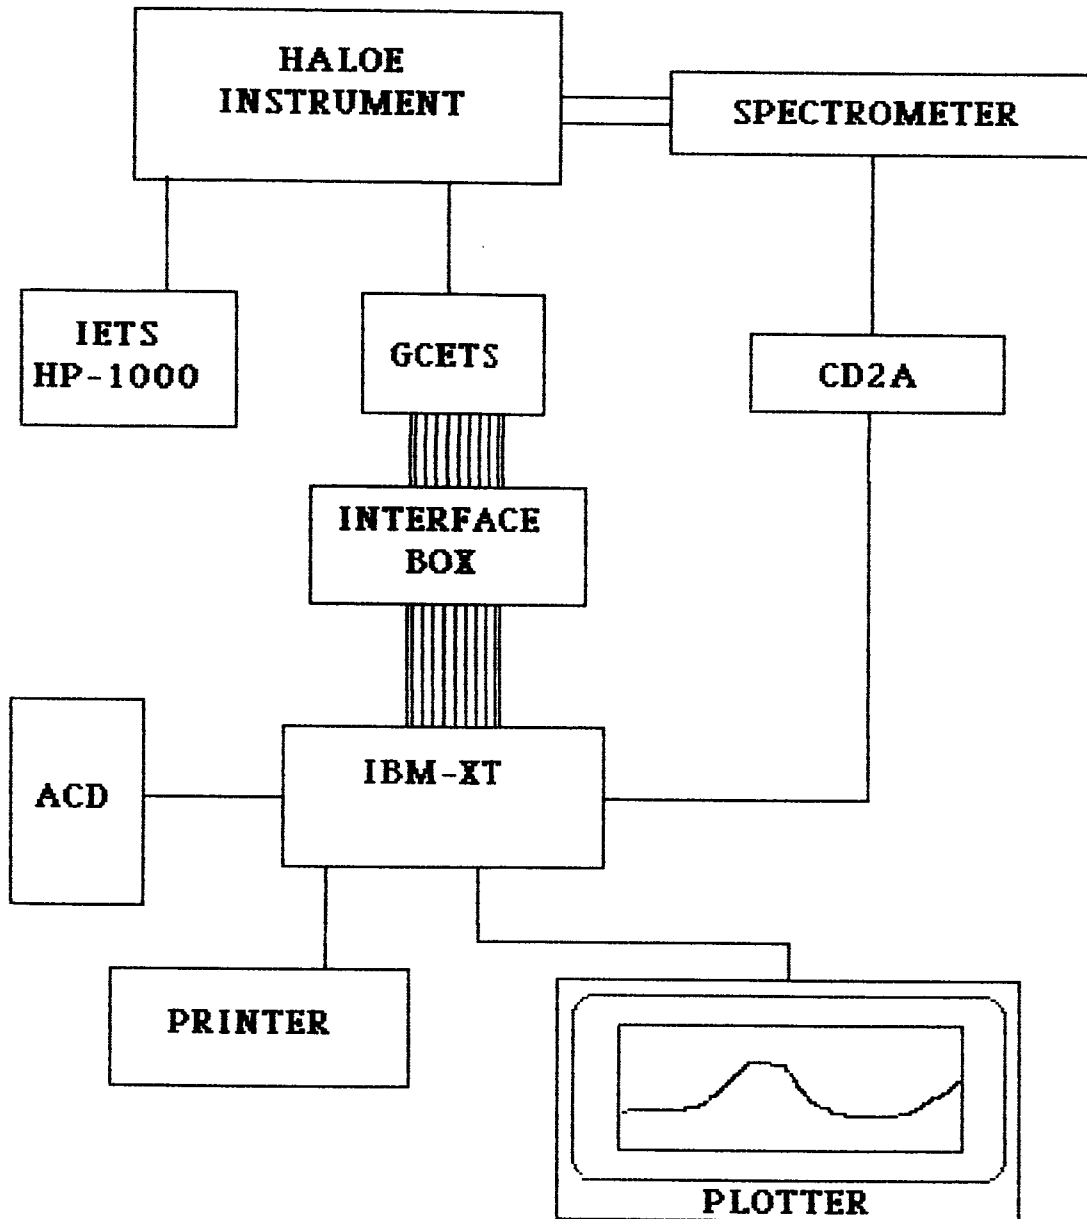 HALOE
INSTRUMENT
SPECTROMETER
IETS
HP-1000
GCETS
CD2A
INTERFACE
BOX
ACD
IBM-XT
PRINTER
PLOTTER